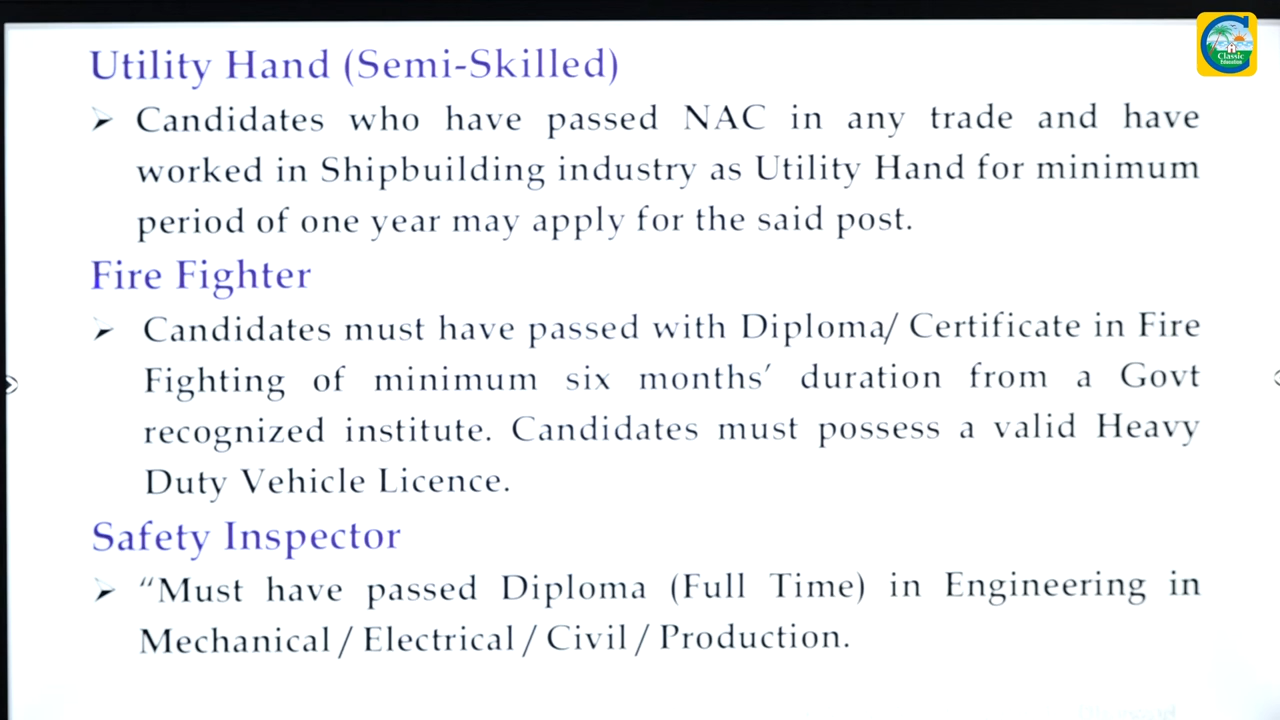 Classic
Education
Utility Hand (Semi-Skilled)
➢ Candidates who have passed NAC in any trade and have
worked in Shipbuilding industry as Utility Hand for minimum
period of one year may apply for the said post.
Fire Fighter
➢ Candidates must have passed with Diploma/ Certificate in Fire
Fighting of minimum six months’ duration from a Govt
recognized institute. Candidates must possess a valid Heavy
Duty Vehicle Licence.
Safety Inspector
➢ “Must have passed Diploma (Full Time) in Engineering in
Mechanical / Electrical / Civil / Production.